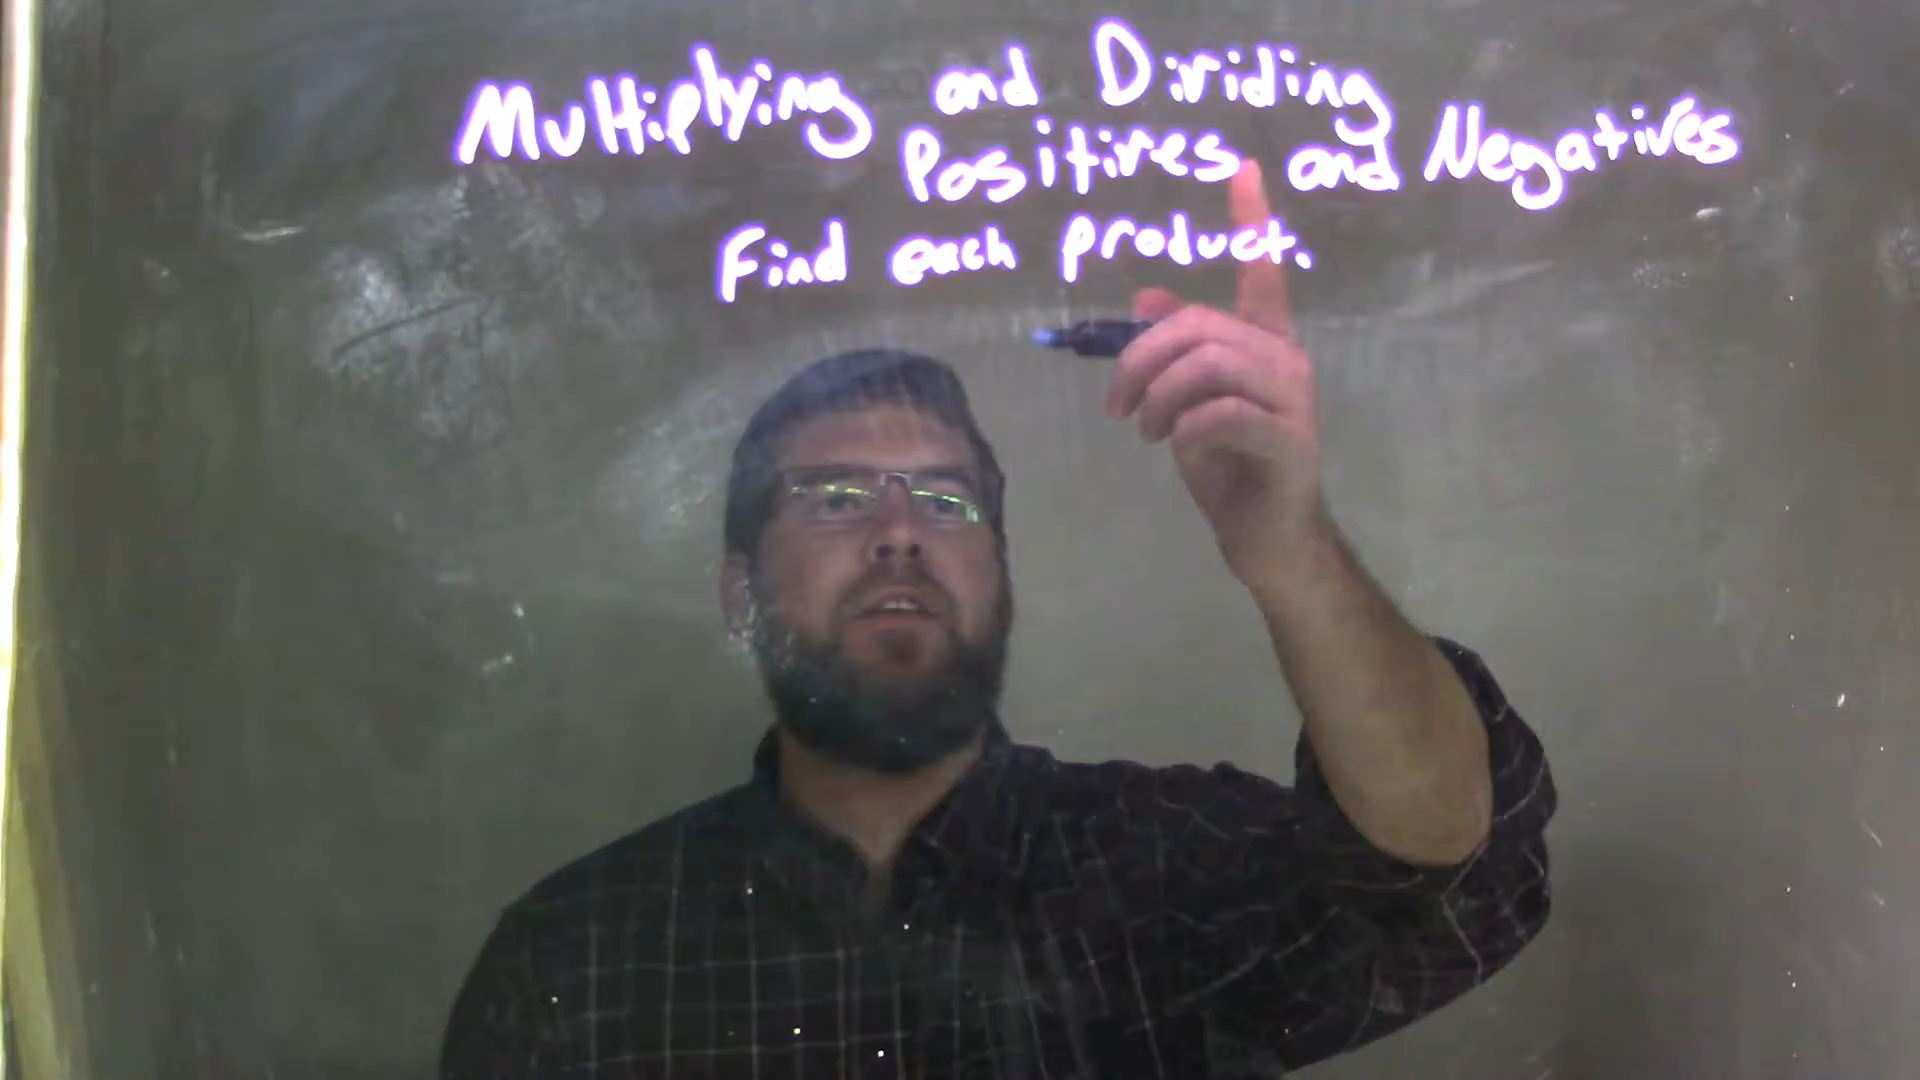 Multiplying and Dividing
Positives and Negatives
Find each product.